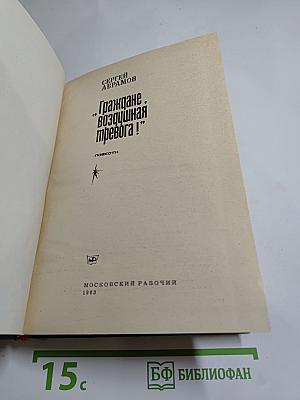 СЕРГЕЙ
АБРАМОВ
„Граждане,
воздушная
тревога!”
ПОВЕСТИ
МОСКОВСКИЙ РАБОЧИЙ
1983
15с
БФ БИБЛИОФАН